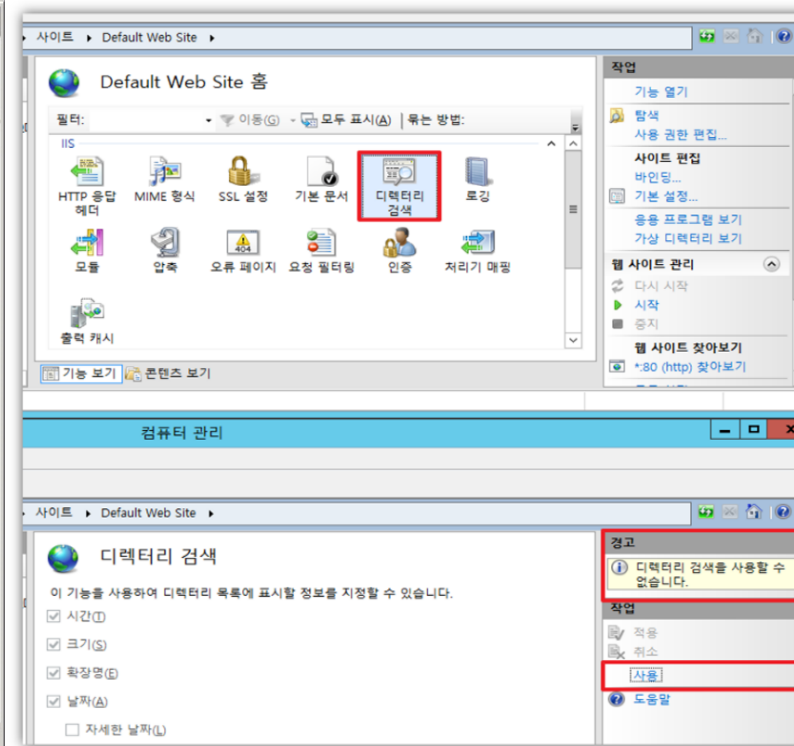 사이트 ▸ Default Web Site ▸
Default Web Site 홈
필터: 이동(G) 모두 표시(A) | 묶는 방법:
IIS
HTTP 응답 헤더
MIME 형식
SSL 설정
기본 문서
디렉터리 검색
로깅
모듈
압축
오류 페이지
요청 필터링
인증
처리기 매핑
출력 캐시
기능 보기 콘텐츠 보기
작업
기능 열기
탐색
사용 권한 편집...
사이트 편집
바인딩...
기본 설정...
응용 프로그램 보기
가상 디렉터리 보기
웹 사이트 관리
다시 시작
시작
중지
웹 사이트 찾아보기
*:80 (http) 찾아보기
컴퓨터 관리
사이트 ▸ Default Web Site ▸
디렉터리 검색
이 기능을 사용하여 디렉터리 목록에 표시할 정보를 지정할 수 있습니다.
시간(T)
크기(S)
확장명(E)
날짜(A)
자세한 날짜(L)
경고
디렉터리 검색을 사용할 수
없습니다.
작업
적용
취소
사용
도움말